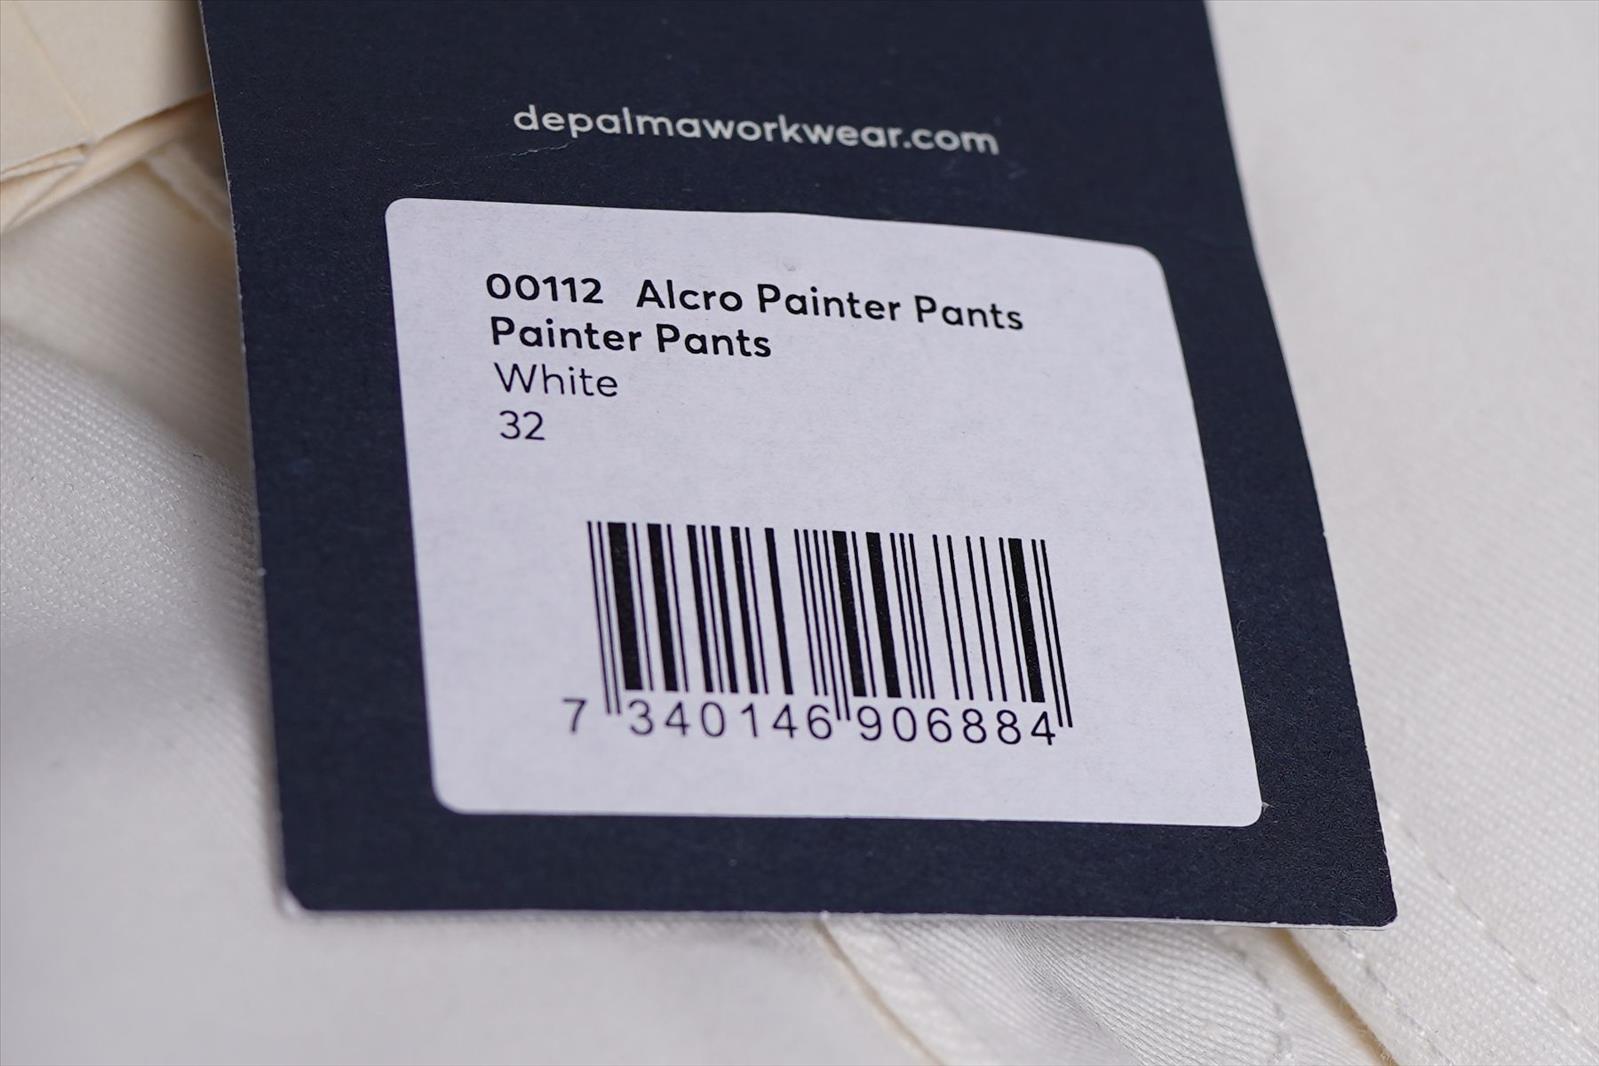 depalmaworkwear.com
00112 Alcro Painter Pants
Painter Pants
White
32
7 340146 906884